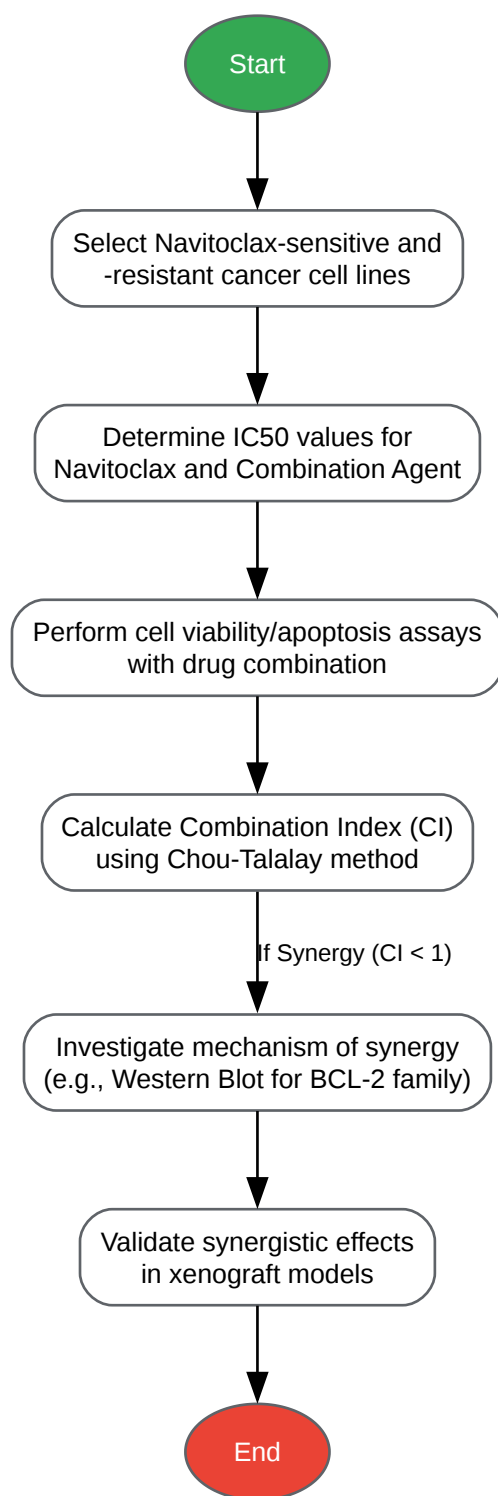 Start
Select Navitoclax-sensitive and
-resistant cancer cell lines
Determine IC50 values for
Navitoclax and Combination Agent
Perform cell viability/apoptosis assays
with drug combination
Calculate Combination Index (CI)
using Chou-Talalay method
If Synergy (CI < 1)
Investigate mechanism of synergy
(e.g., Western Blot for BCL-2 family)
Validate synergistic effects
in xenograft models
End